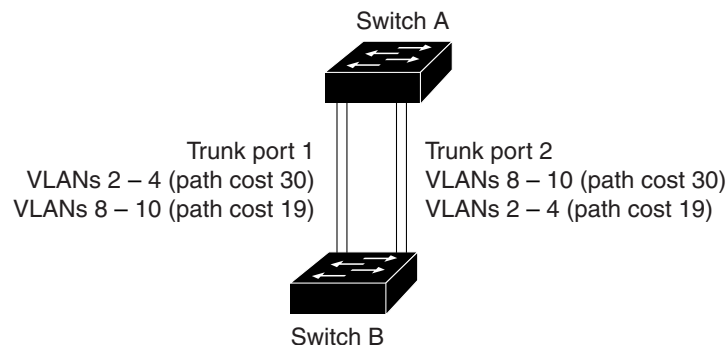 Switch A
Trunk port 1
VLANs 2 – 4 (path cost 30)
VLANs 8 – 10 (path cost 19)
Trunk port 2
VLANs 8 – 10 (path cost 30)
VLANs 2 – 4 (path cost 19)
Switch B